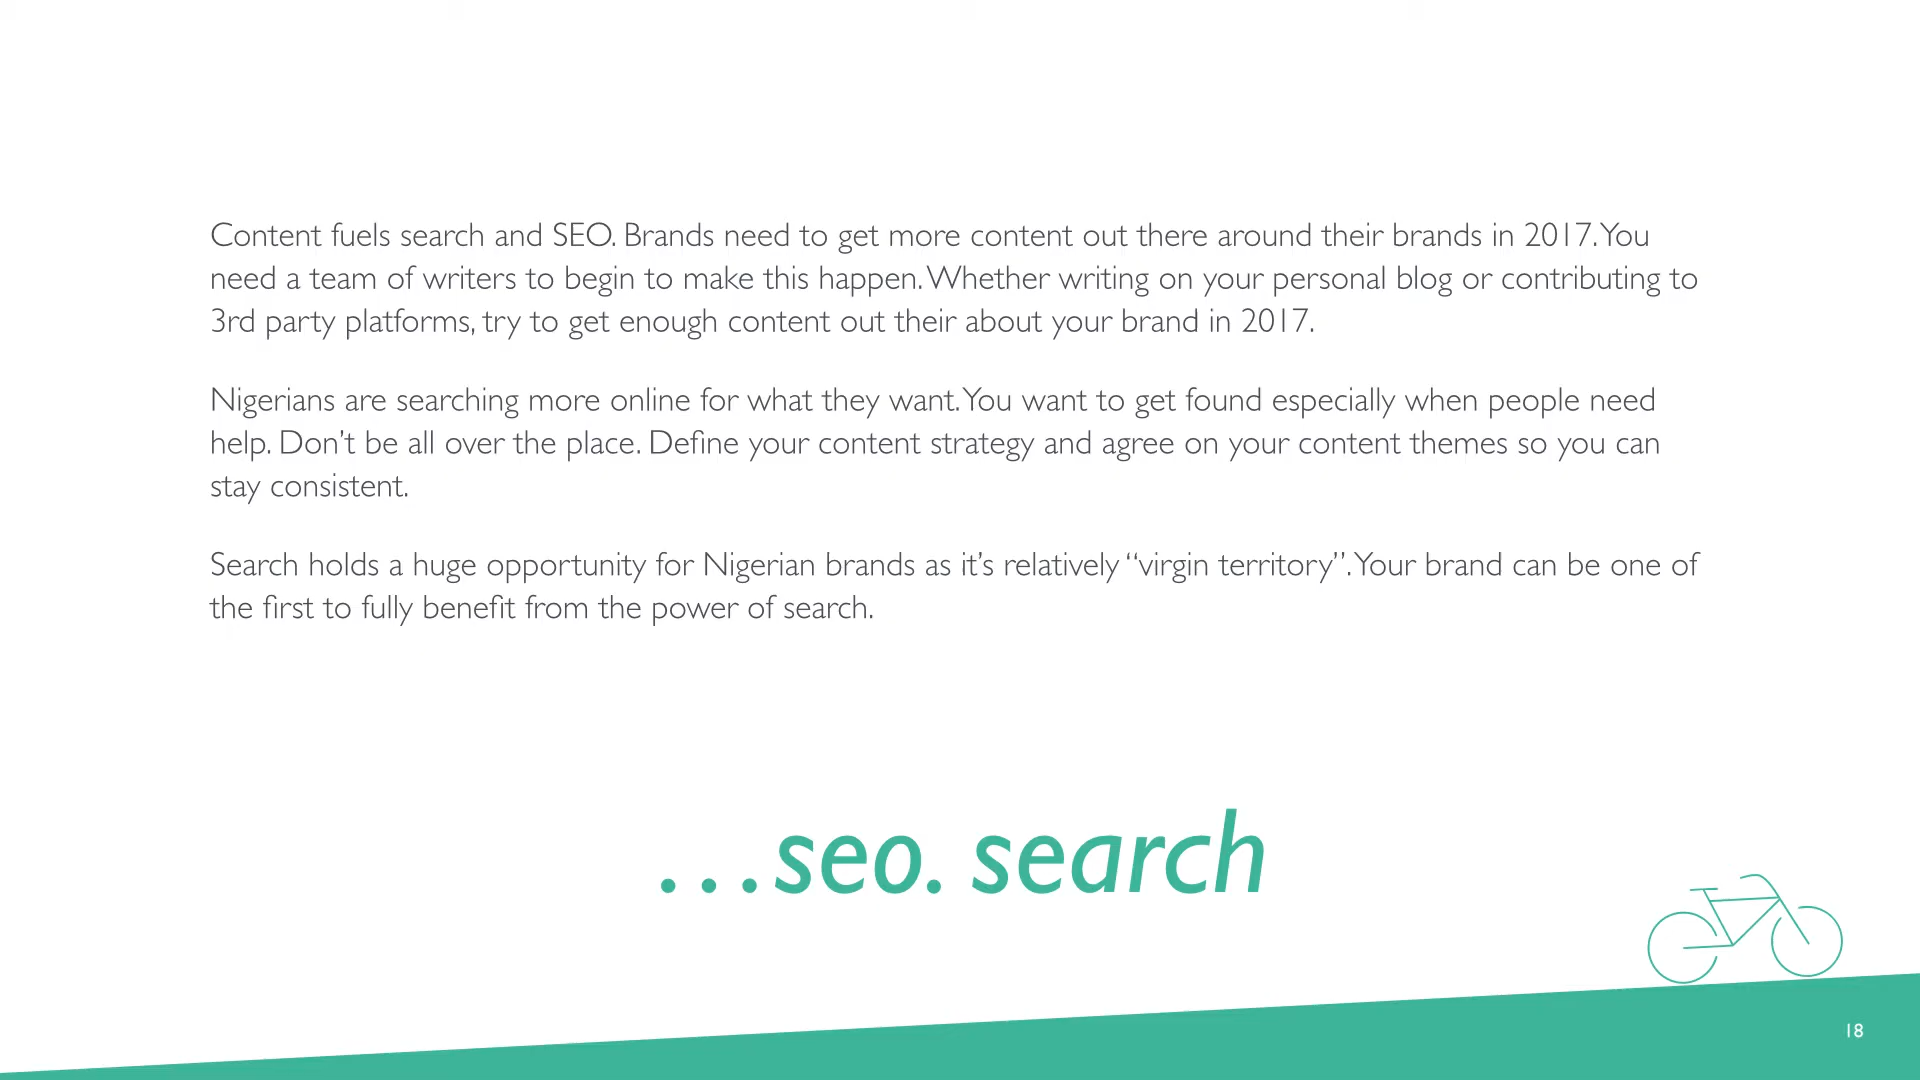 Content fuels search and SEO. Brands need to get more content out there around their brands in 2017. You
need a team of writers to begin to make this happen. Whether writing on your personal blog or contributing to
3rd party platforms, try to get enough content out their about your brand in 2017.
Nigerians are searching more online for what they want. You want to get found especially when people need
help. Don’t be all over the place. Define your content strategy and agree on your content themes so you can
stay consistent.
Search holds a huge opportunity for Nigerian brands as it’s relatively “virgin territory”. Your brand can be one of
the first to fully benefit from the power of search.
…seo. search
18